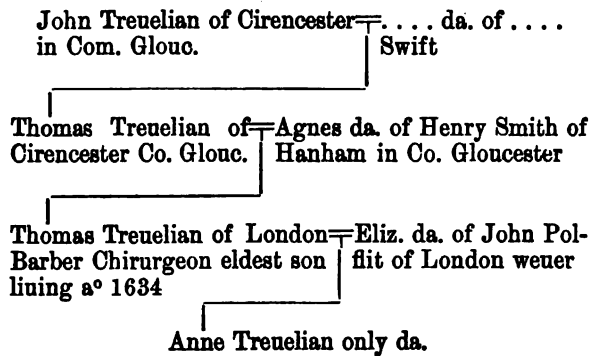 John Treuelian of Cirencester=.... da. of ....
in Com. Glouc. Swift
Thomas Treuelian of=Agnes da. of Henry Smith of
Cirencester Co. Glouc. Hanham in Co. Gloucester
Thomas Treuelian of London=Eliz. da. of John Pol-
Barber Chirurgeon eldest son flit of London weuer
liuing aº 1634
Anne Treuelian only da.